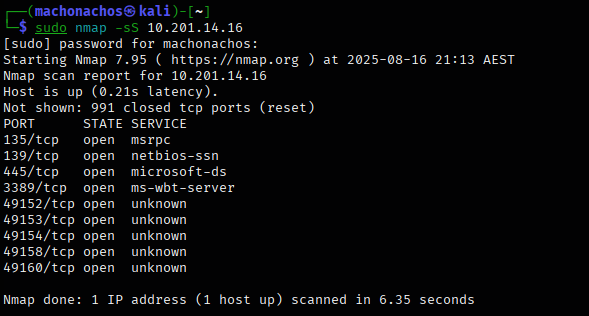 ┌──(machonachos㉿kali)-[~]
└─$ sudo nmap -sS 10.201.14.16
[sudo] password for machonachos:
Starting Nmap 7.95 ( https://nmap.org ) at 2025-08-16 21:13 AEST
Nmap scan report for 10.201.14.16
Host is up (0.21s latency).
Not shown: 991 closed tcp ports (reset)
PORT      STATE SERVICE
135/tcp   open  msrpc
139/tcp   open  netbios-ssn
445/tcp   open  microsoft-ds
3389/tcp  open  ms-wbt-server
49152/tcp open  unknown
49153/tcp open  unknown
49154/tcp open  unknown
49158/tcp open  unknown
49160/tcp open  unknown
Nmap done: 1 IP address (1 host up) scanned in 6.35 seconds